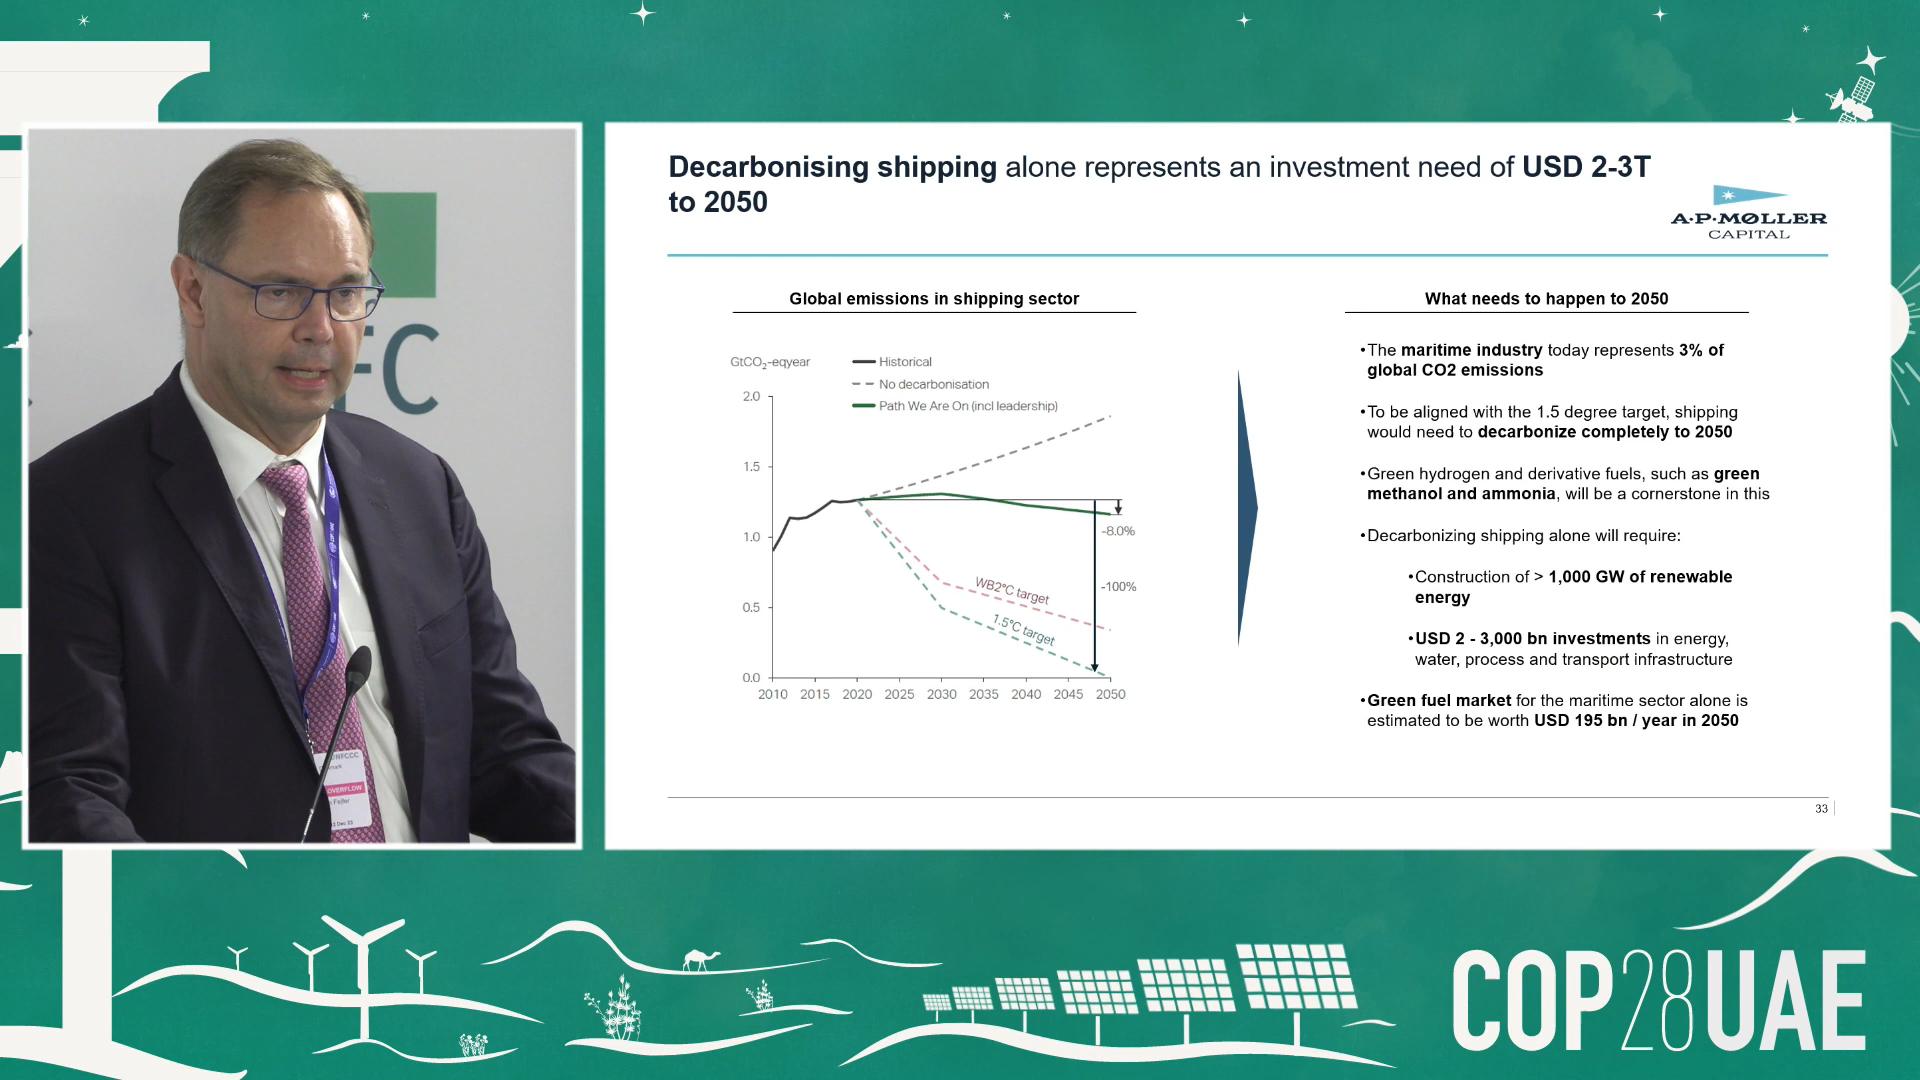 FC
UNFCCC
OVERFLOW
Decarbonising shipping alone represents an investment need of USD 2-3T
to 2050
A·P·MØLLER
CAPITAL
Global emissions in shipping sector
GtCO2-eqyear
Historical
No decarbonisation
Path We Are On (incl leadership)
2.0
1.5
1.0
0.5
0.0
-8.0%
-100%
WB2°C target
1.5°C target
2010 2015 2020 2025 2030 2035 2040 2045 2050
What needs to happen to 2050
•The maritime industry today represents 3% of
global CO2 emissions
•To be aligned with the 1.5 degree target, shipping
would need to decarbonize completely to 2050
•Green hydrogen and derivative fuels, such as green
methanol and ammonia, will be a cornerstone in this
•Decarbonizing shipping alone will require:
•Construction of > 1,000 GW of renewable
energy
•USD 2 - 3,000 bn investments in energy,
water, process and transport infrastructure
•Green fuel market for the maritime sector alone is
estimated to be worth USD 195 bn / year in 2050
33
COP28UAE